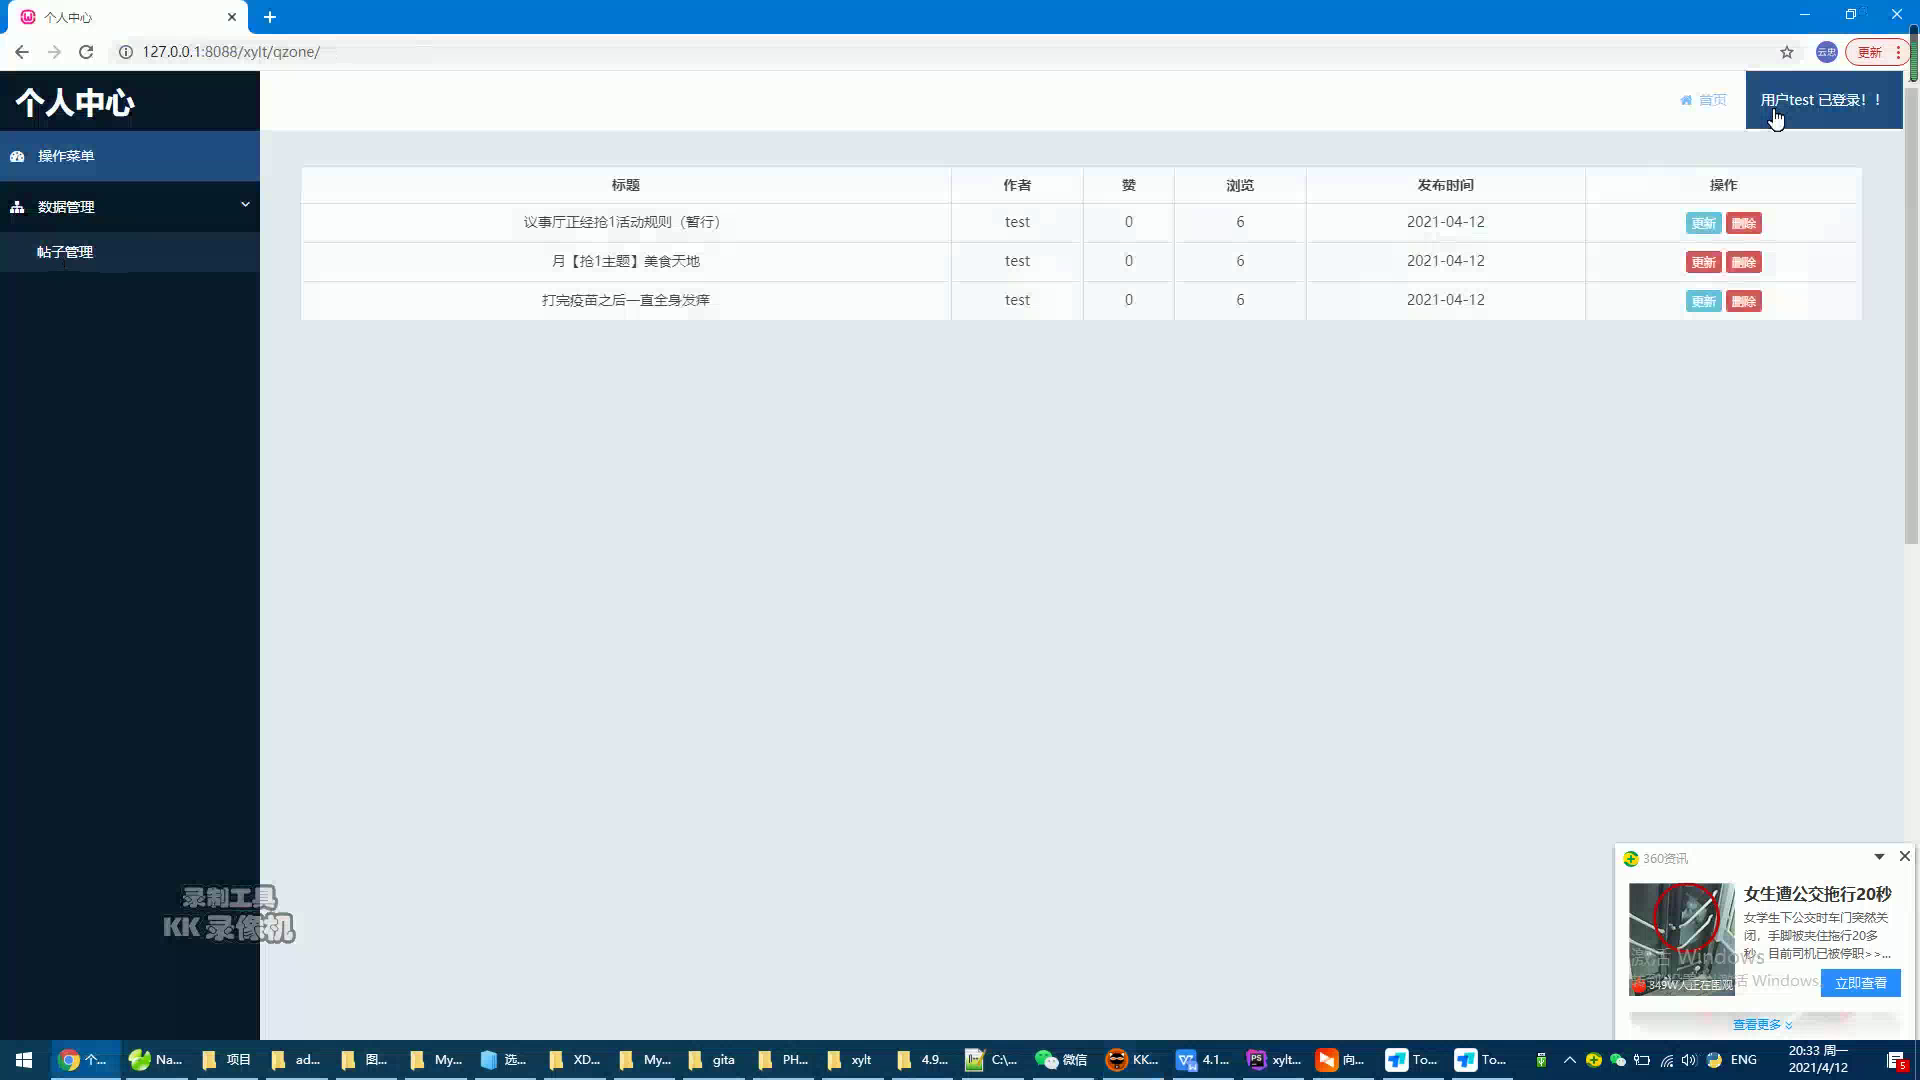 个人中心
127.0.0.1:8088/xylt/qzone/
云忠
更新
个人中心
首页
用户test 已登录！！
操作菜单
数据管理
帖子管理
标题 作者 赞 浏览 发布时间 操作
议事厅正经抢1活动规则（暂行） test 0 6 2021-04-12 更新 删除
月【抢1主题】美食天地 test 0 6 2021-04-12 更新 删除
打完疫苗之后一直全身发痒 test 0 6 2021-04-12 更新 删除
录制工具
KK 录像机
360资讯
女生遭公交拖行20秒
女学生下公交时车门突然关
闭，手脚被夹住拖行20多
秒，目前司机已被停职>>...
激活 Windows
349W人正在围观
激活 Windows
立即查看
查看更多
个...
Na...
项目
ad...
图...
My...
选...
XD...
My...
gita
PH...
xylt
4.9...
C:\...
微信
KK...
4.1...
xylt...
向...
To...
To...
ENG
20:33 周一
2021/4/12
5